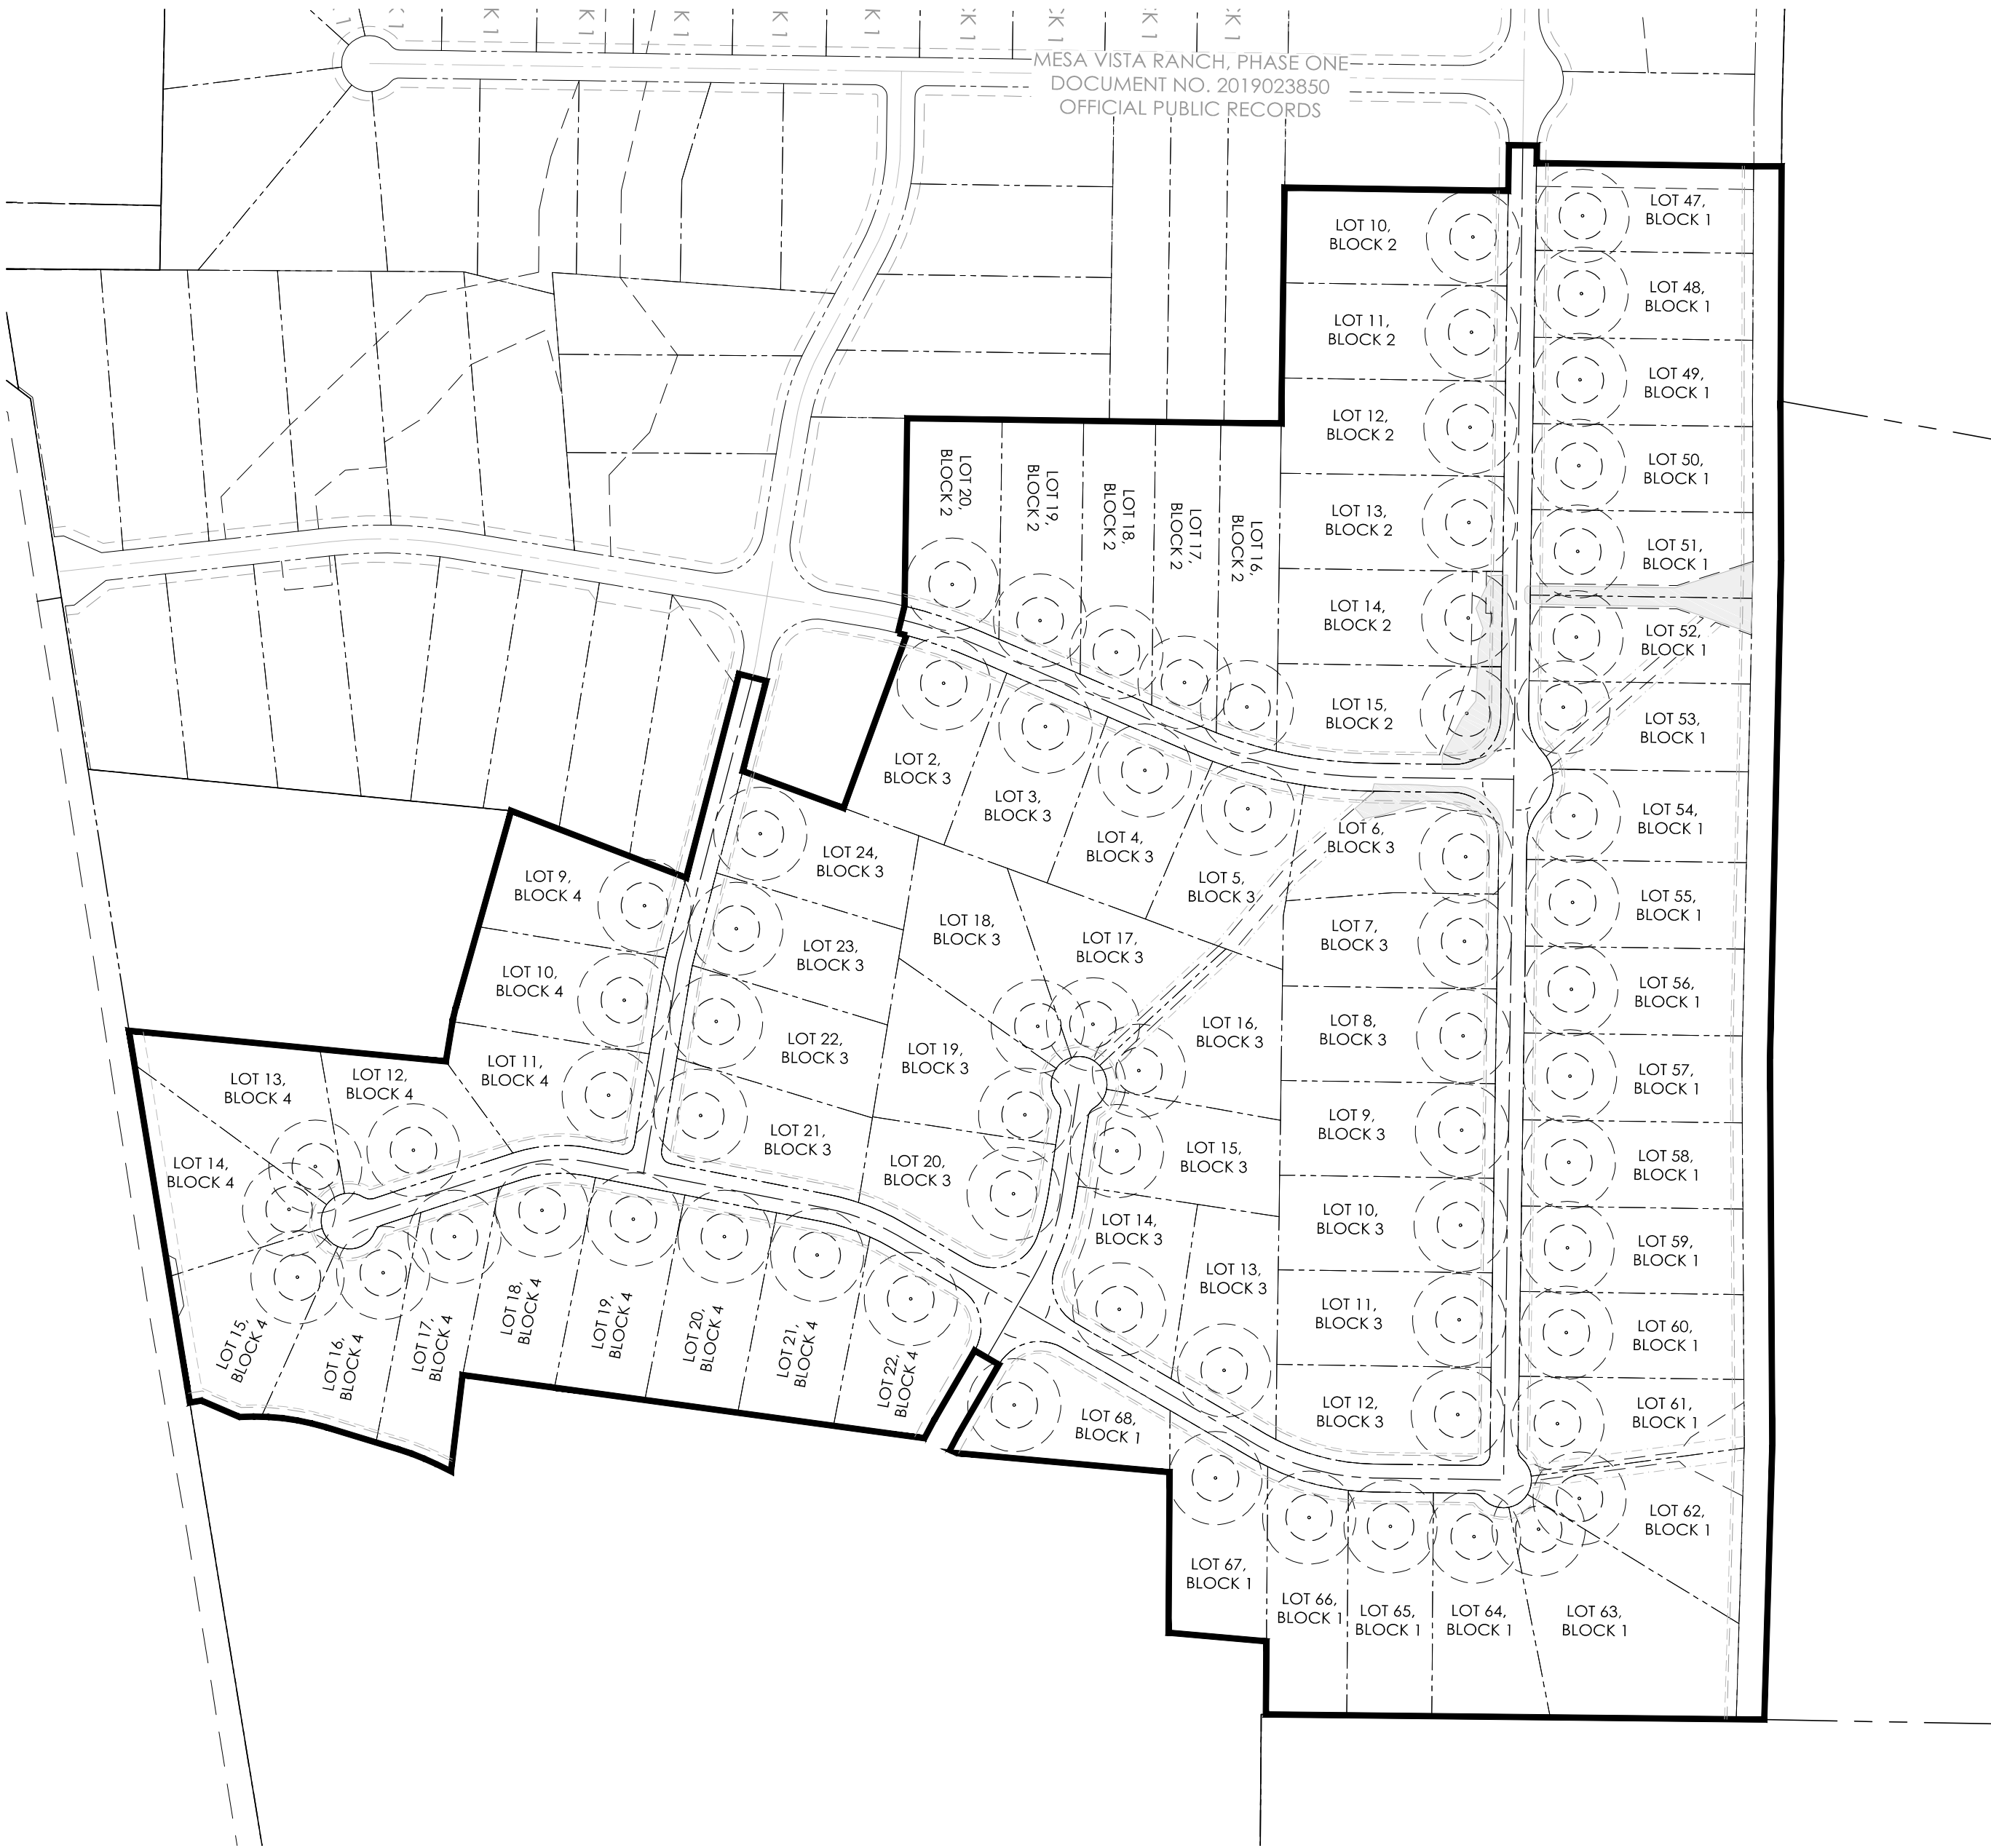 MESA VISTA RANCH, PHASE ONE
DOCUMENT NO. 2019023850
OFFICIAL PUBLIC RECORDS
LOT 47,
BLOCK 1
LOT 10,
BLOCK 2
LOT 48,
BLOCK 1
LOT 11,
BLOCK 2
LOT 49,
BLOCK 1
LOT 12,
BLOCK 2
LOT 50,
BLOCK 1
LOT 20,
BLOCK 2
LOT 19,
BLOCK 2
LOT 18,
BLOCK 2
LOT 17,
BLOCK 2
LOT 16,
BLOCK 2
LOT 13,
BLOCK 2
LOT 51,
BLOCK 1
LOT 14,
BLOCK 2
LOT 52,
BLOCK 1
LOT 15,
BLOCK 2
LOT 53,
BLOCK 1
LOT 2,
BLOCK 3
LOT 3,
BLOCK 3
LOT 4,
BLOCK 3
LOT 5,
BLOCK 3
LOT 6,
BLOCK 3
LOT 54,
BLOCK 1
LOT 24,
BLOCK 3
LOT 9,
BLOCK 4
LOT 55,
BLOCK 1
LOT 23,
BLOCK 3
LOT 18,
BLOCK 3
LOT 17,
BLOCK 3
LOT 7,
BLOCK 3
LOT 10,
BLOCK 4
LOT 56,
BLOCK 1
LOT 22,
BLOCK 3
LOT 19,
BLOCK 3
LOT 16,
BLOCK 3
LOT 8,
BLOCK 3
LOT 11,
BLOCK 4
LOT 12,
BLOCK 4
LOT 13,
BLOCK 4
LOT 57,
BLOCK 1
LOT 21,
BLOCK 3
LOT 20,
BLOCK 3
LOT 15,
BLOCK 3
LOT 9,
BLOCK 3
LOT 14,
BLOCK 4
LOT 58,
BLOCK 1
LOT 14,
BLOCK 3
LOT 10,
BLOCK 3
LOT 59,
BLOCK 1
LOT 13,
BLOCK 3
LOT 11,
BLOCK 3
LOT 60,
BLOCK 1
LOT 15,
BLOCK 4
LOT 16,
BLOCK 4
LOT 17,
BLOCK 4
LOT 18,
BLOCK 4
LOT 19,
BLOCK 4
LOT 20,
BLOCK 4
LOT 21,
BLOCK 4
LOT 22,
BLOCK 4
LOT 68,
BLOCK 1
LOT 12,
BLOCK 3
LOT 61,
BLOCK 1
LOT 62,
BLOCK 1
LOT 67,
BLOCK 1
LOT 66,
BLOCK 1
LOT 65,
BLOCK 1
LOT 64,
BLOCK 1
LOT 63,
BLOCK 1